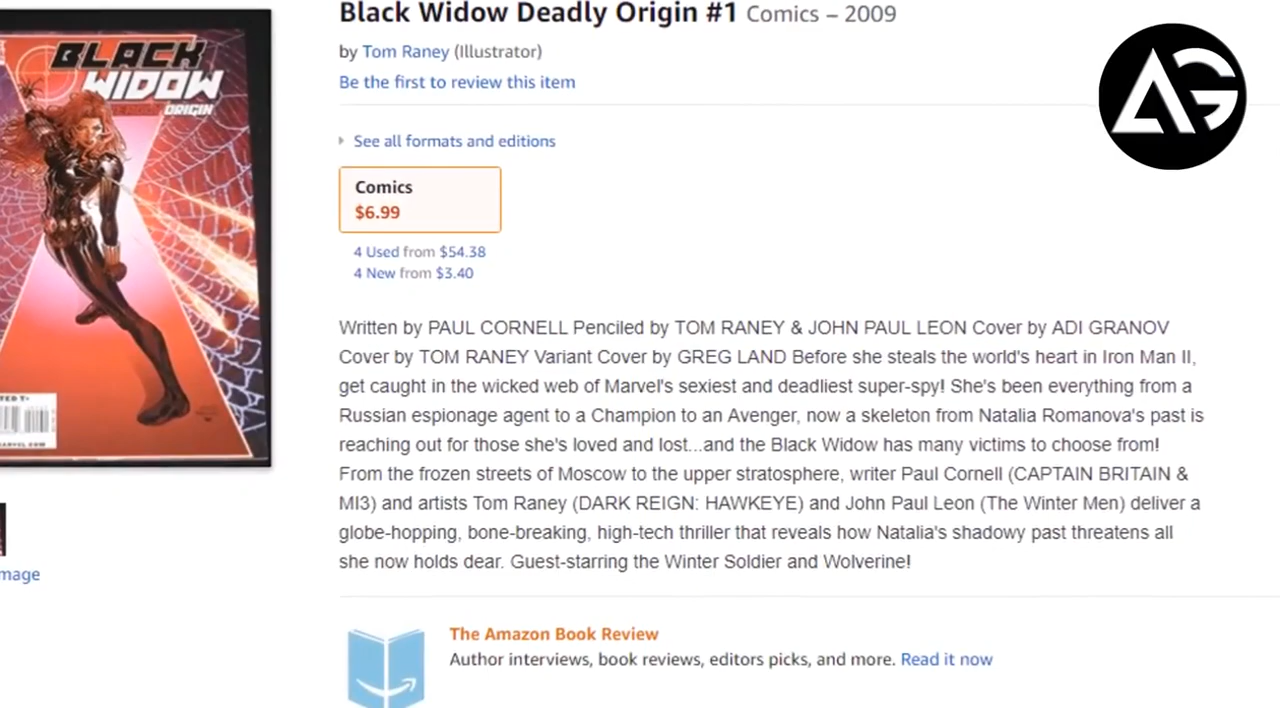 Black Widow Deadly Origin #1 Comics – 2009
by Tom Raney (Illustrator)
Be the first to review this item
See all formats and editions
Comics
$6.99
4 Used from $54.38
4 New from $3.40
Written by PAUL CORNELL Penciled by TOM RANEY & JOHN PAUL LEON Cover by ADI GRANOV
Cover by TOM RANEY Variant Cover by GREG LAND Before she steals the world's heart in Iron Man II,
get caught in the wicked web of Marvel's sexiest and deadliest super-spy! She's been everything from a
Russian espionage agent to a Champion to an Avenger, now a skeleton from Natalia Romanova's past is
reaching out for those she's loved and lost...and the Black Widow has many victims to choose from!
From the frozen streets of Moscow to the upper stratosphere, writer Paul Cornell (CAPTAIN BRITAIN &
MI3) and artists Tom Raney (DARK REIGN: HAWKEYE) and John Paul Leon (The Winter Men) deliver a
globe-hopping, bone-breaking, high-tech thriller that reveals how Natalia's shadowy past threatens all
she now holds dear. Guest-starring the Winter Soldier and Wolverine!
The Amazon Book Review
Author interviews, book reviews, editors picks, and more. Read it now
BLACK
WIDOW
ORIGIN
mage
AG